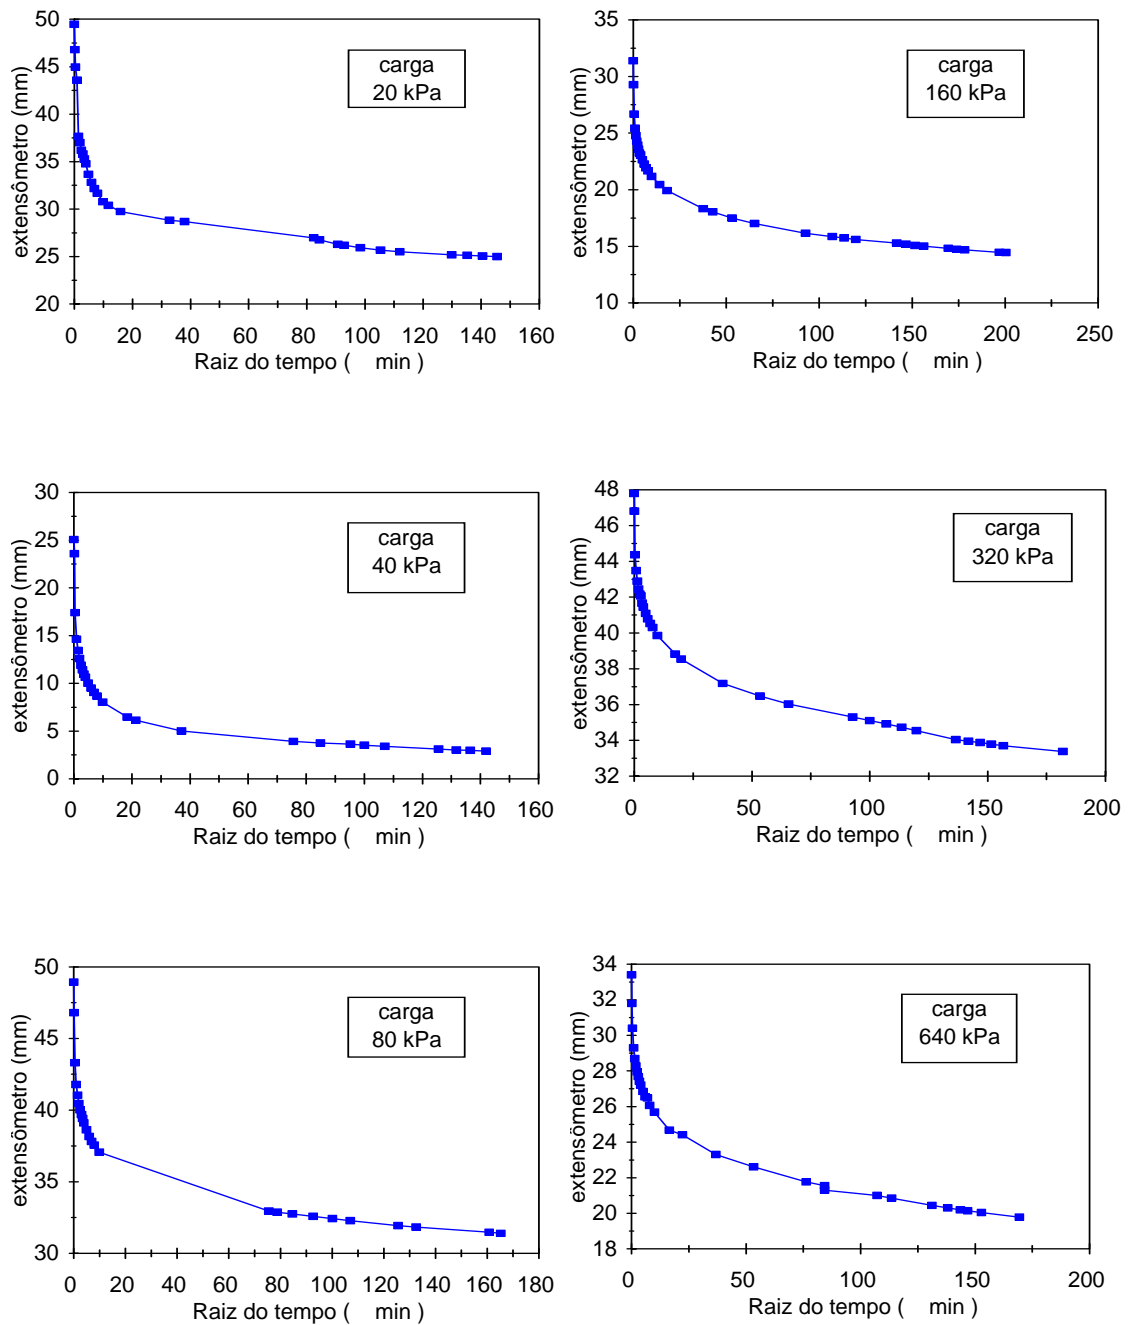 50
45
40
35
30
25
20
extensômetro (mm)
carga
20 kPa
0 20 40 60 80 100 120 140 160
Raiz do tempo ( min )
35
30
25
20
15
10
extensômetro (mm)
carga
160 kPa
0 50 100 150 200 250
Raiz do tempo ( min )
30
25
20
15
10
5
0
extensômetro (mm)
carga
40 kPa
0 20 40 60 80 100 120 140 160
Raiz do tempo ( min )
48
46
44
42
40
38
36
34
32
extensômetro (mm)
carga
320 kPa
0 50 100 150 200
Raiz do tempo ( min )
50
45
40
35
30
extensômetro (mm)
carga
80 kPa
0 20 40 60 80 100 120 140 160 180
Raiz do tempo ( min )
34
32
30
28
26
24
22
20
18
extensömetro (mm)
carga
640 kPa
0 50 100 150 200
Raiz do tempo ( min )